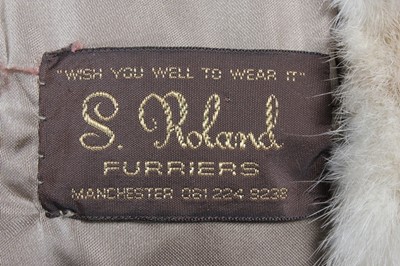 "WISH YOU WELL TO WEAR IT"
S. Roland
FURRIERS
MANCHESTER 061 224 9238